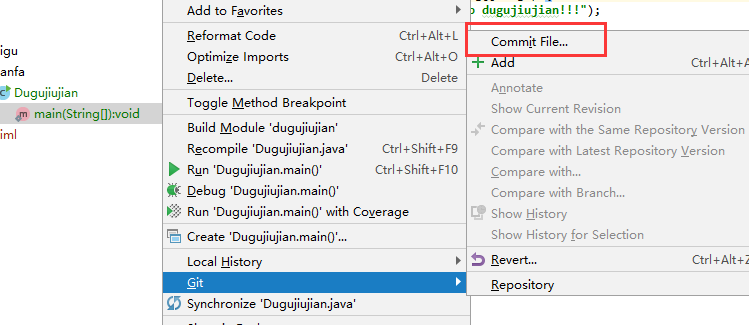 Add to Favorites
Reformat Code Ctrl+Alt+L
Optimize Imports Ctrl+Alt+O
Delete... Delete
Toggle Method Breakpoint
Build Module 'dugujiujian'
Recompile 'Dugujiujian.java' Ctrl+Shift+F9
Run 'Dugujiujian.main()' Ctrl+Shift+F10
Debug 'Dugujiujian.main()'
Run 'Dugujiujian.main()' with Coverage
Create 'Dugujiujian.main()'...
Local History
Git
Synchronize 'Dugujiujian.java'
igu
anfa
Dugujiujian
main(String[]):void
iml
o dugujiujian!!!");
Commit File...
Add Ctrl+Alt+A
Annotate
Show Current Revision
Compare with the Same Repository Version
Compare with Latest Repository Version
Compare with...
Compare with Branch...
Show History
Show History for Selection
Revert... Ctrl+Alt+Z
Repository